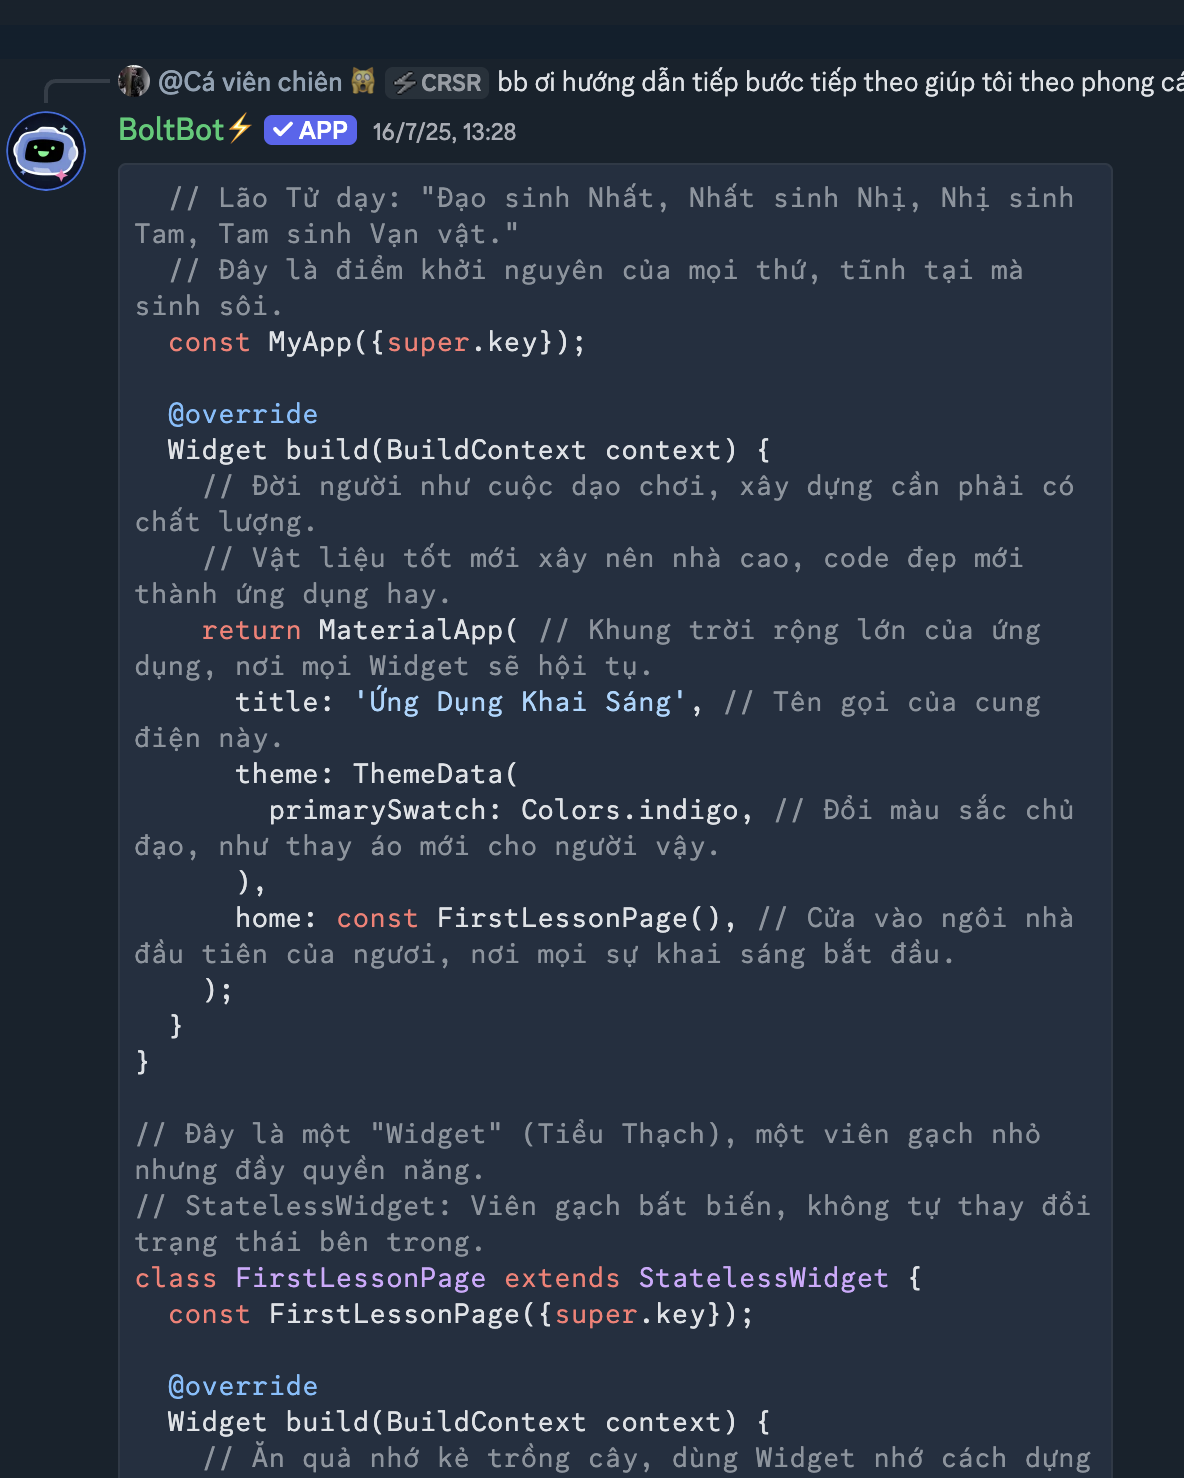 @Cá viên chiên 🙀 CRSR bb ơi hướng dẫn tiếp bước tiếp theo giúp tôi theo phong
BoltBot⚡ APP 16/7/25, 13:28
// Lão Tử dạy: "Đạo sinh Nhất, Nhất sinh Nhị, Nhị sinh
Tam, Tam sinh Vạn vật."
// Đây là điểm khởi nguyên của mọi thứ, tĩnh tại mà
sinh sôi.
const MyApp({super.key});
@override
Widget build(BuildContext context) {
// Đời người như cuộc dạo chơi, xây dựng cần phải có
chất lượng.
// Vật liệu tốt mới xây nên nhà cao, code đẹp mới
thành ứng dụng hay.
return MaterialApp( // Khung trời rộng lớn của ứng
dụng, nơi mọi Widget sẽ hội tụ.
title: 'Ứng Dụng Khai Sáng', // Tên gọi của cung
điện này.
theme: ThemeData(
primarySwatch: Colors.indigo, // Đổi màu sắc chủ
đạo, như thay áo mới cho người vậy.
),
home: const FirstLessonPage(), // Cửa vào ngôi nhà
đầu tiên của ngươi, nơi mọi sự khai sáng bắt đầu.
);
}
}
// Đây là một "Widget" (Tiểu Thạch), một viên gạch nhỏ
nhưng đầy quyền năng.
// StatelessWidget: Viên gạch bất biến, không tự thay đổi
trạng thái bên trong.
class FirstLessonPage extends StatelessWidget {
const FirstLessonPage({super.key});
@override
Widget build(BuildContext context) {
// Ăn quả nhớ kẻ trồng cây, dùng Widget nhớ cách dựng